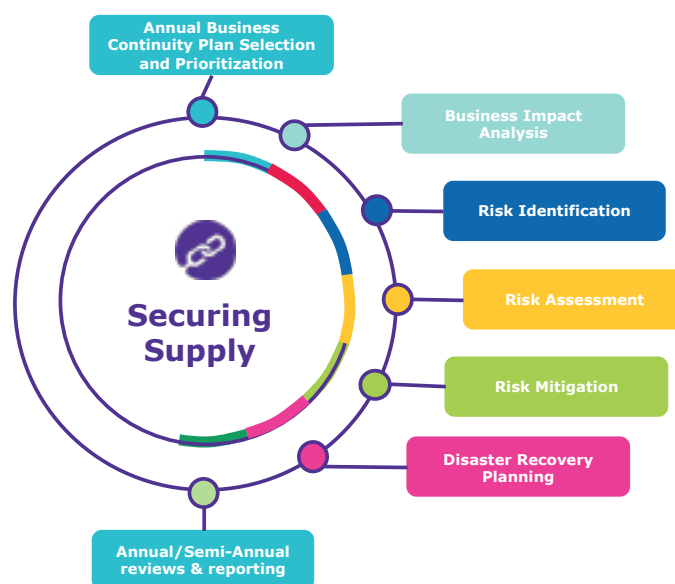 Annual Business
Continuity Plan Selection
and Prioritization
Business Impact
Analysis
Risk Identification
Securing
Supply
Risk Assessment
Risk Mitigation
Disaster Recovery
Planning
Annual/Semi-Annual
reviews & reporting